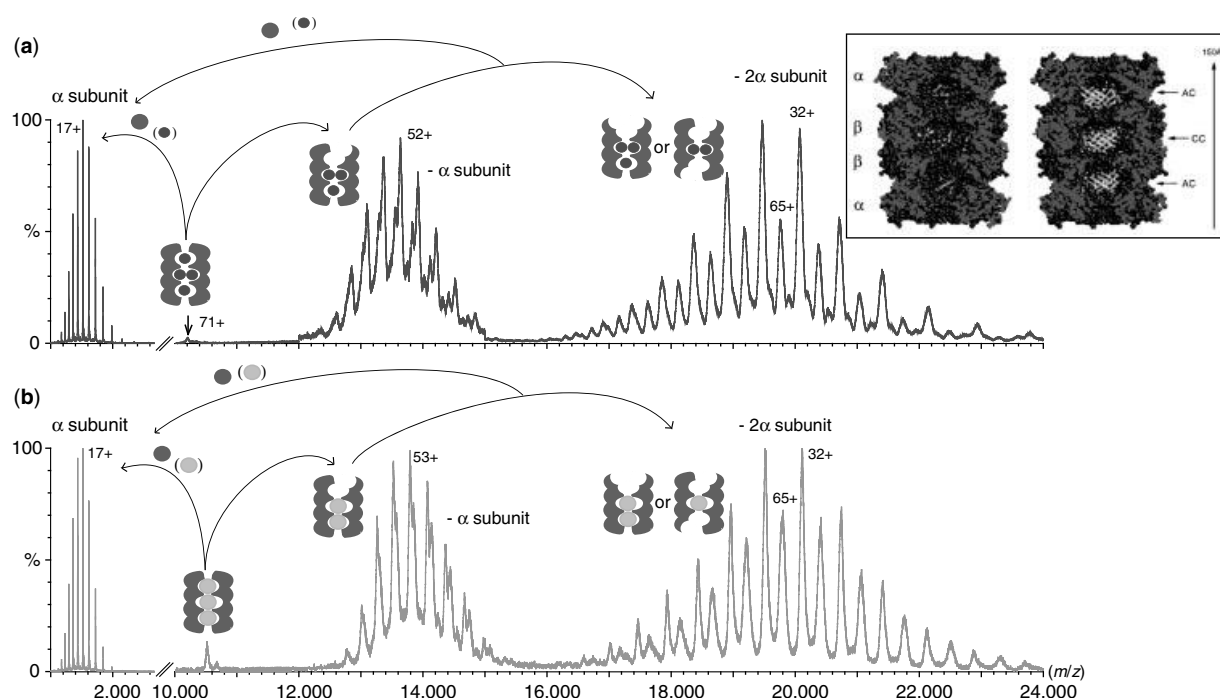 (a)
α subunit
100
17+
%
0
71+
52+
- α subunit
or
- 2α subunit
32+
65+
α
β
β
α
AC
CC
AC
(b)
α subunit
100
17+
%
0
53+
- α subunit
or
- 2α subunit
32+
65+
2.000 10.000 12.000 14.000 16.000 18.000 20.000 22.000 24.000
(m/z)